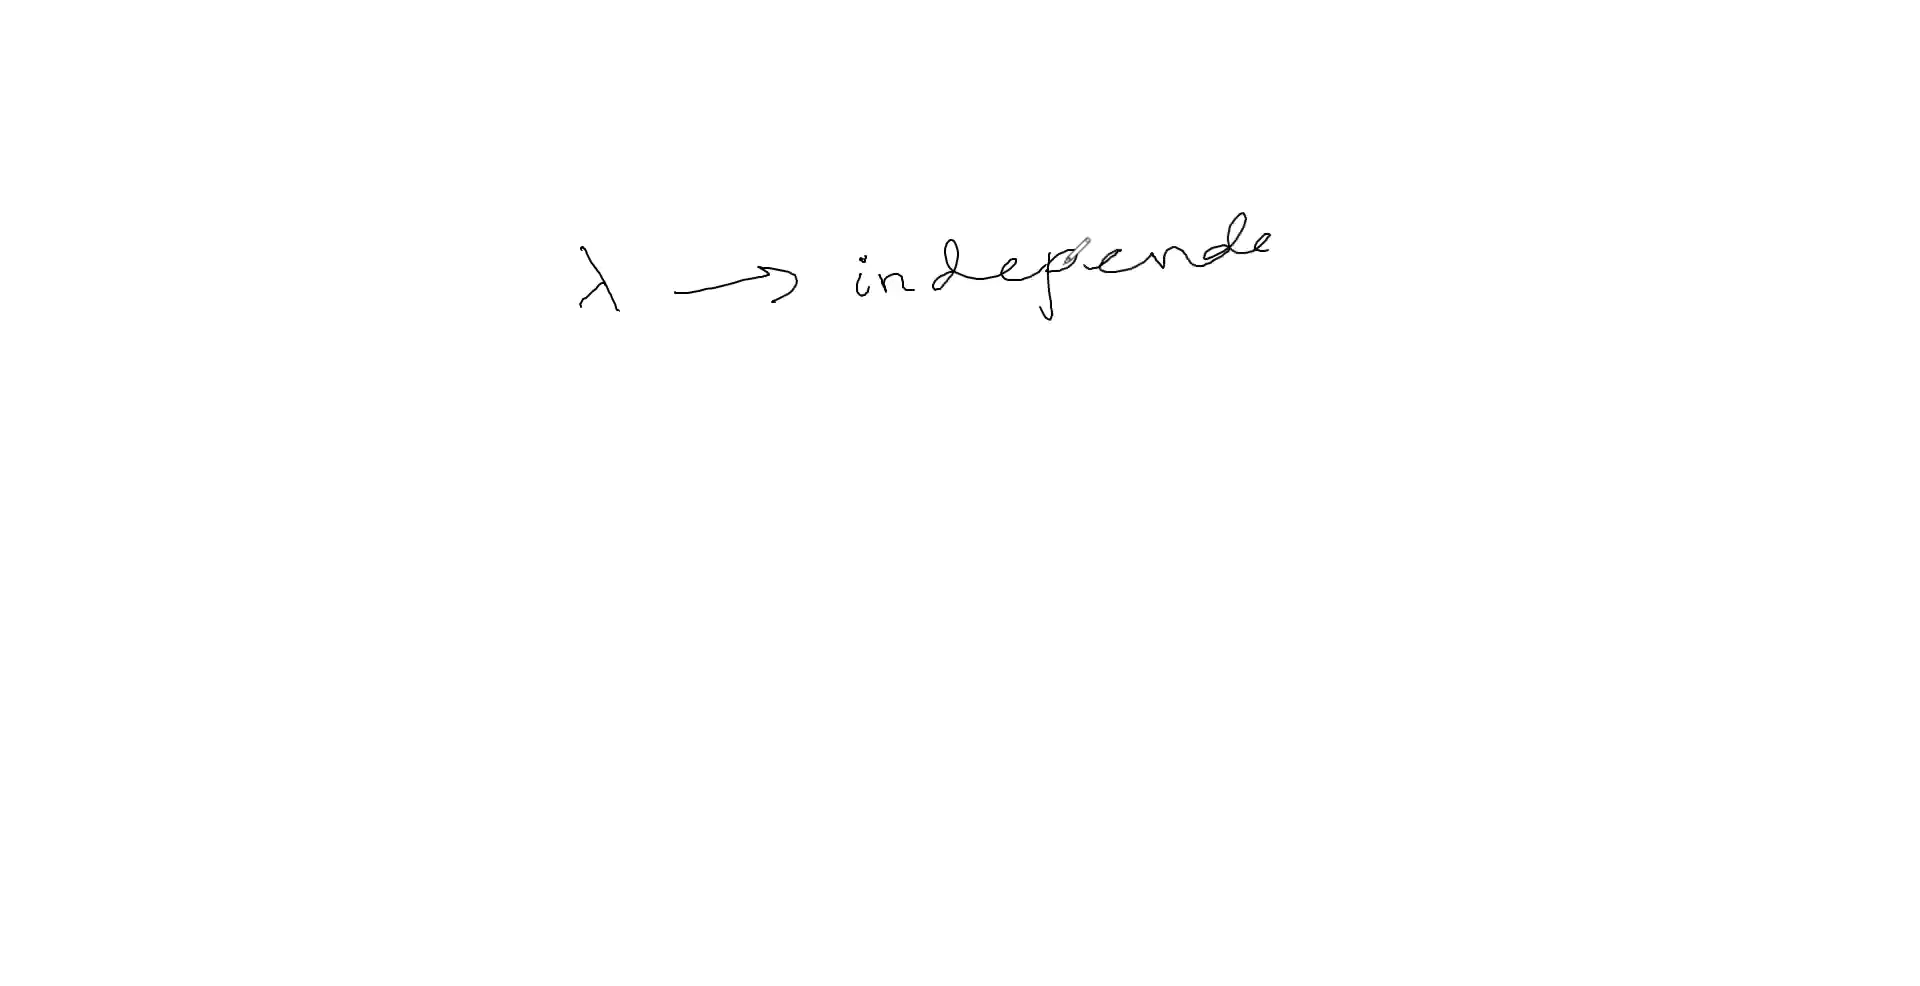 λ → independe